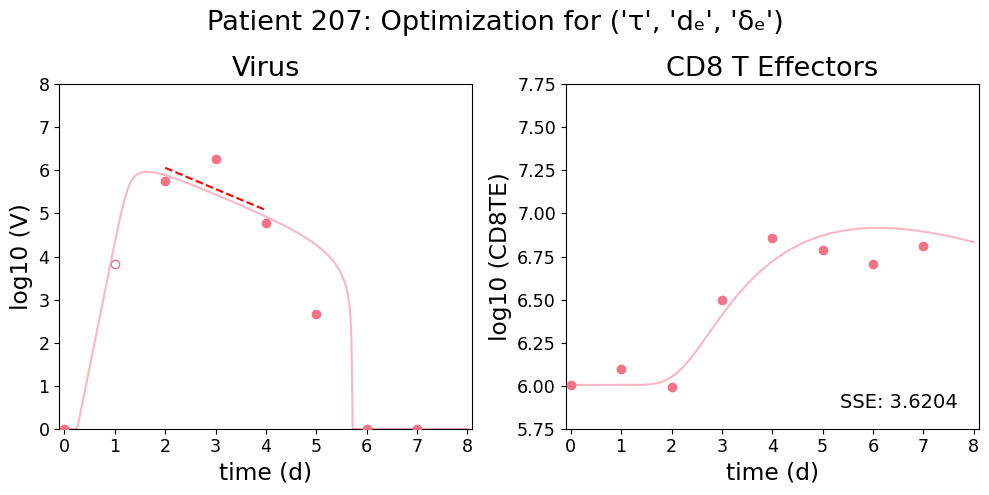 Patient 207: Optimization for ('τ', 'dₑ', 'δₑ')
Virus
CD8 T Effectors
8
7
6
5
4
3
2
1
0
log10 (V)
0 1 2 3 4 5 6 7 8
time (d)
7.75
7.50
7.25
7.00
6.75
6.50
6.25
6.00
5.75
log10 (CD8TE)
SSE: 3.6204
0 1 2 3 4 5 6 7 8
time (d)